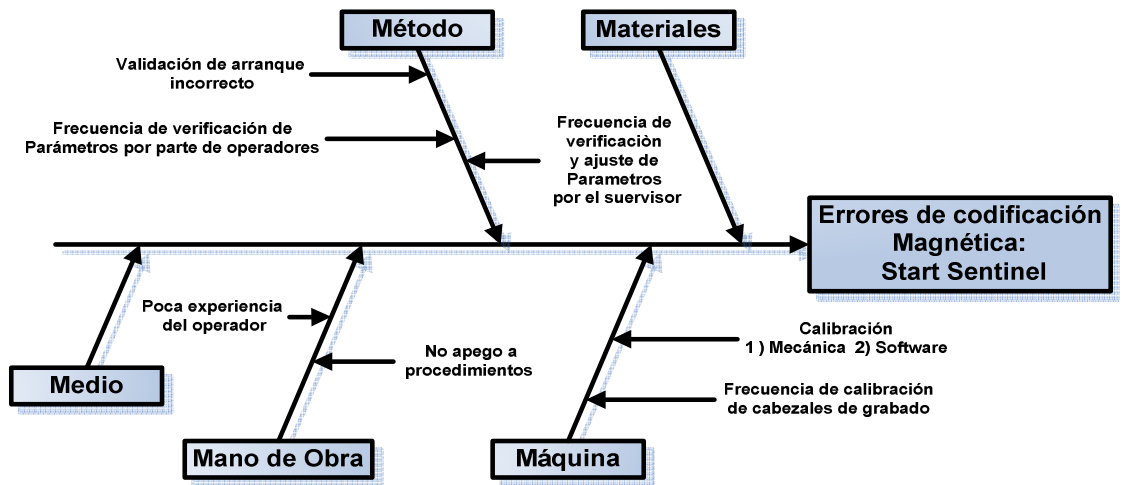 Método
Materiales
Validación de arranque
incorrecto
Frecuencia de verificación de
Parámetros por parte de operadores
Frecuencia de
verificaciòn
y ajuste de
Parametros
por el suervisor
Errores de codificación
Magnética:
Start Sentinel
Poca experiencia
del operador
No apego a
procedimientos
Calibración
1 ) Mecánica 2) Software
Frecuencia de calibración
de cabezales de grabado
Medio
Mano de Obra
Máquina